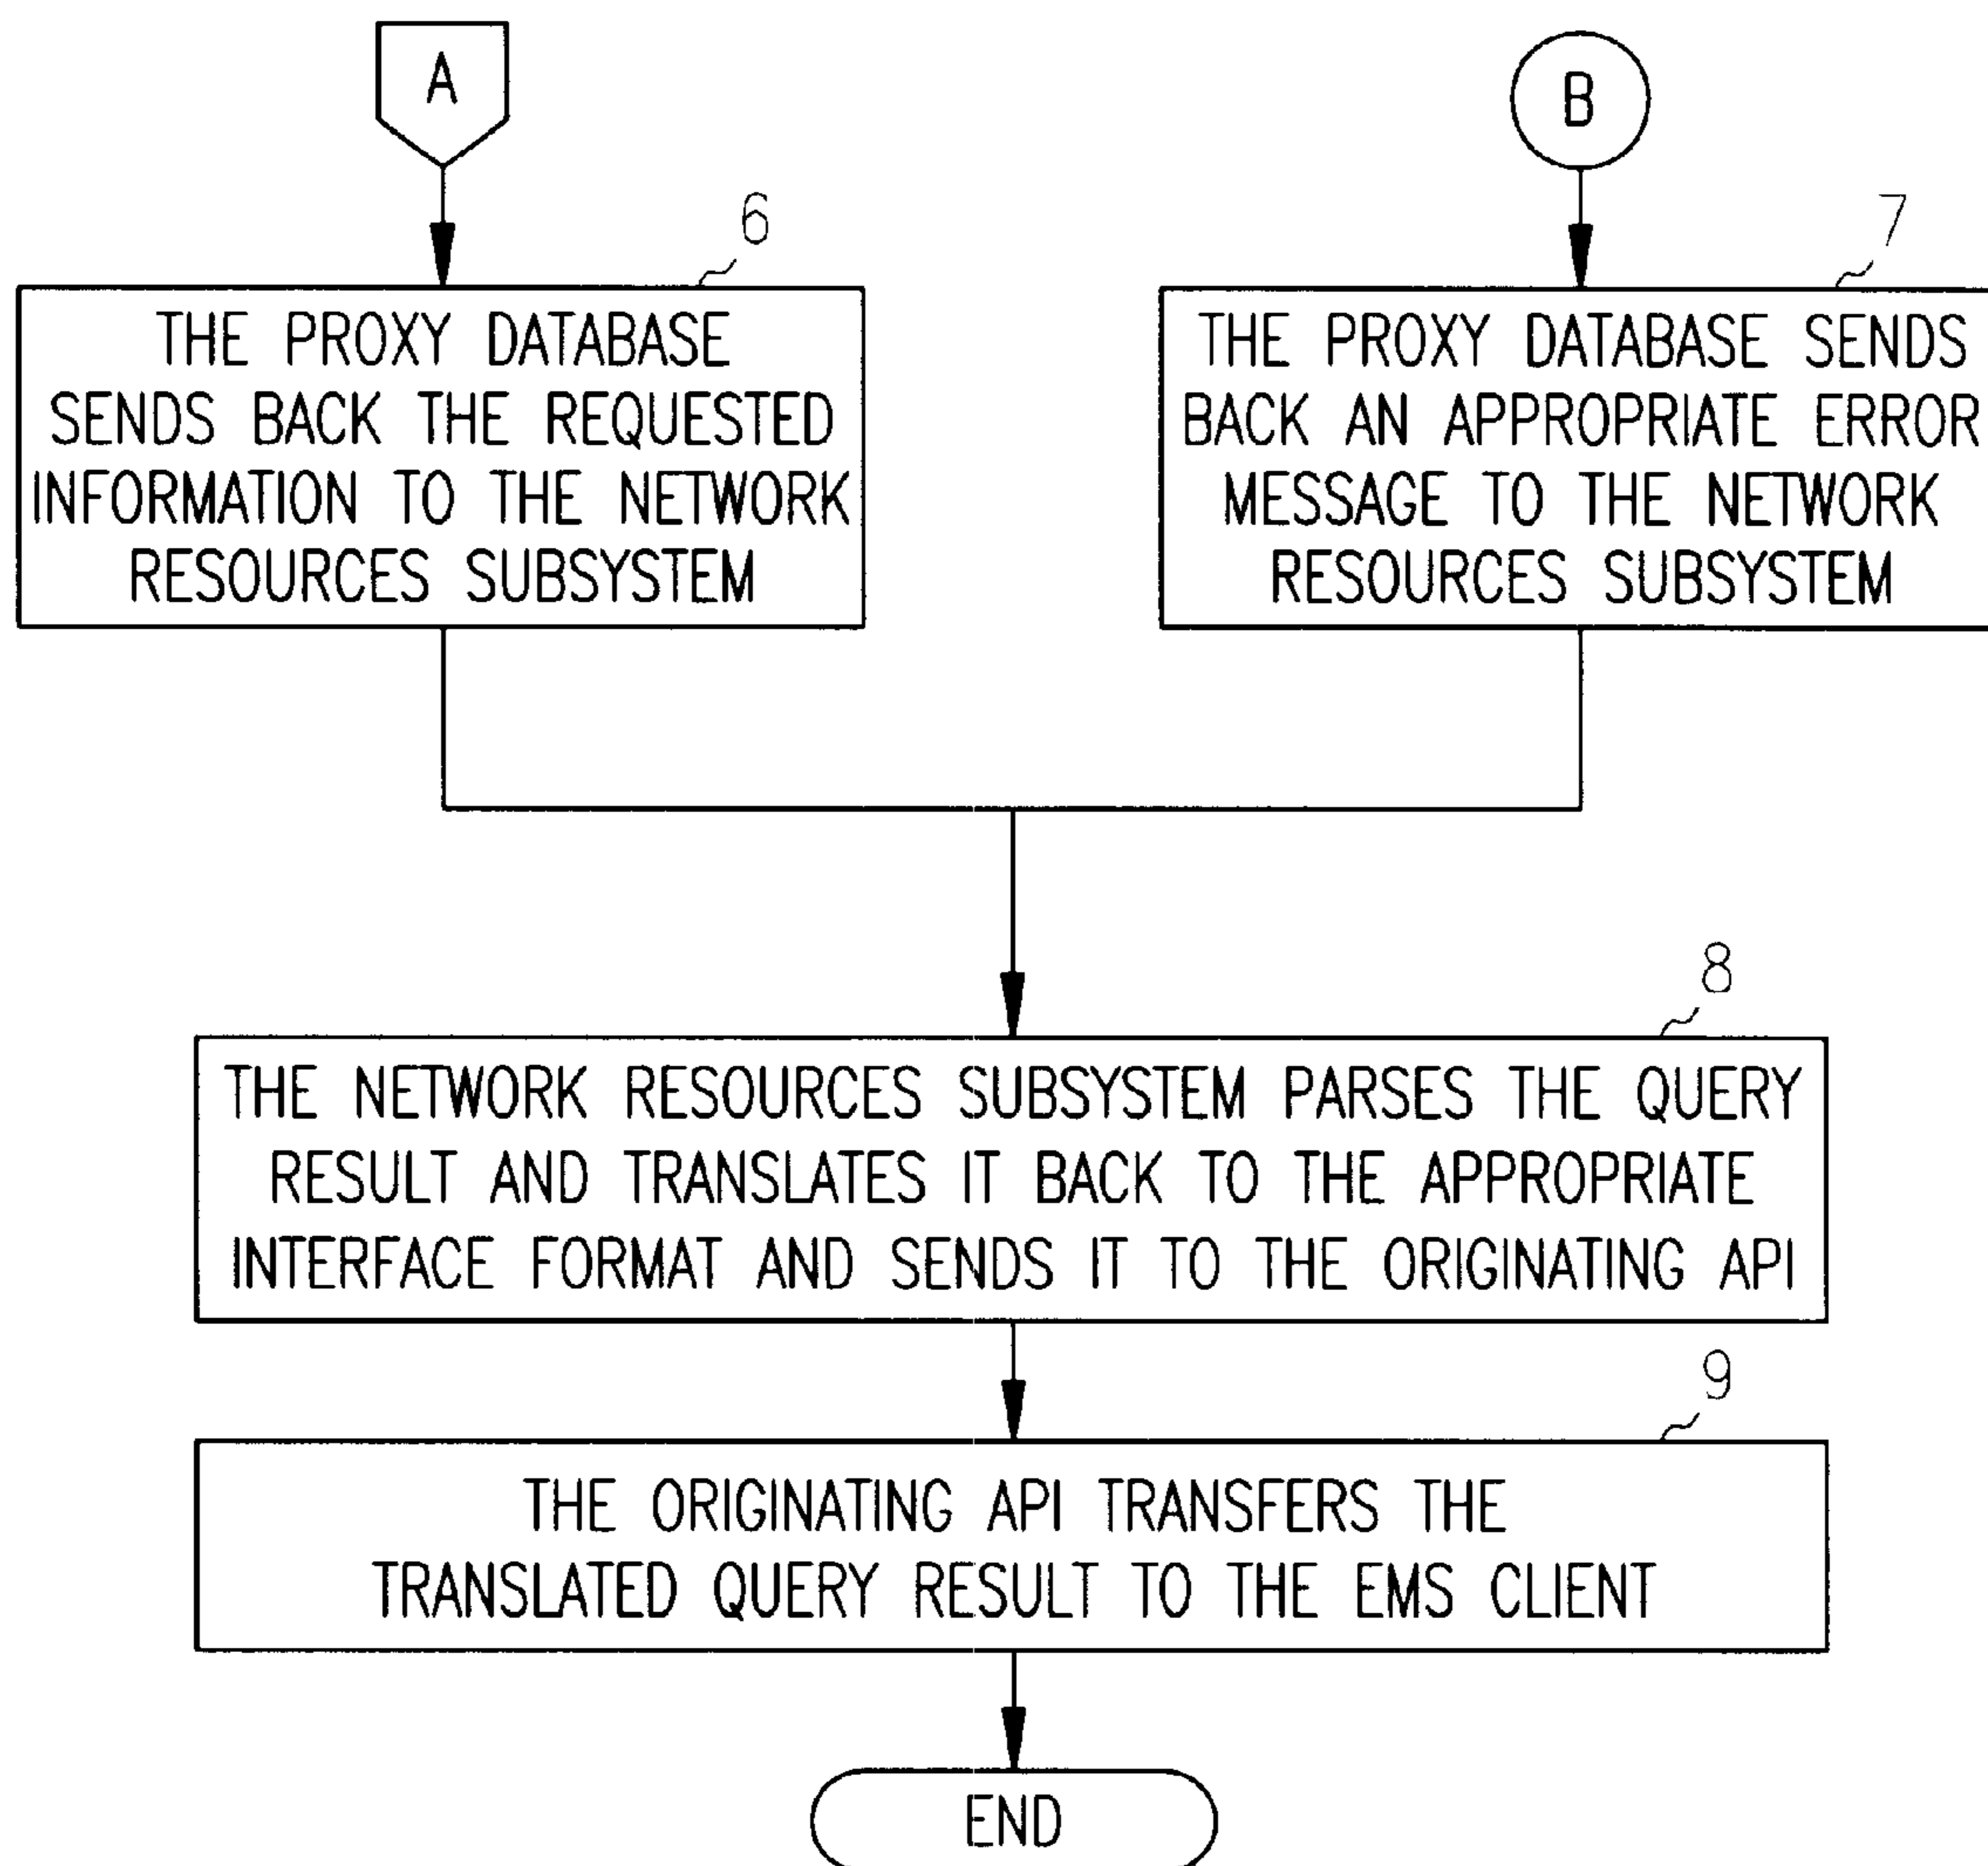 A
B
6
7
THE PROXY DATABASE
SENDS BACK THE REQUESTED
INFORMATION TO THE NETWORK
RESOURCES SUBSYSTEM
THE PROXY DATABASE SENDS
BACK AN APPROPRIATE ERROR
MESSAGE TO THE NETWORK
RESOURCES SUBSYSTEM
8
THE NETWORK RESOURCES SUBSYSTEM PARSES THE QUERY
RESULT AND TRANSLATES IT BACK TO THE APPROPRIATE
INTERFACE FORMAT AND SENDS IT TO THE ORIGINATING API
9
THE ORIGINATING API TRANSFERS THE
TRANSLATED QUERY RESULT TO THE EMS CLIENT
END